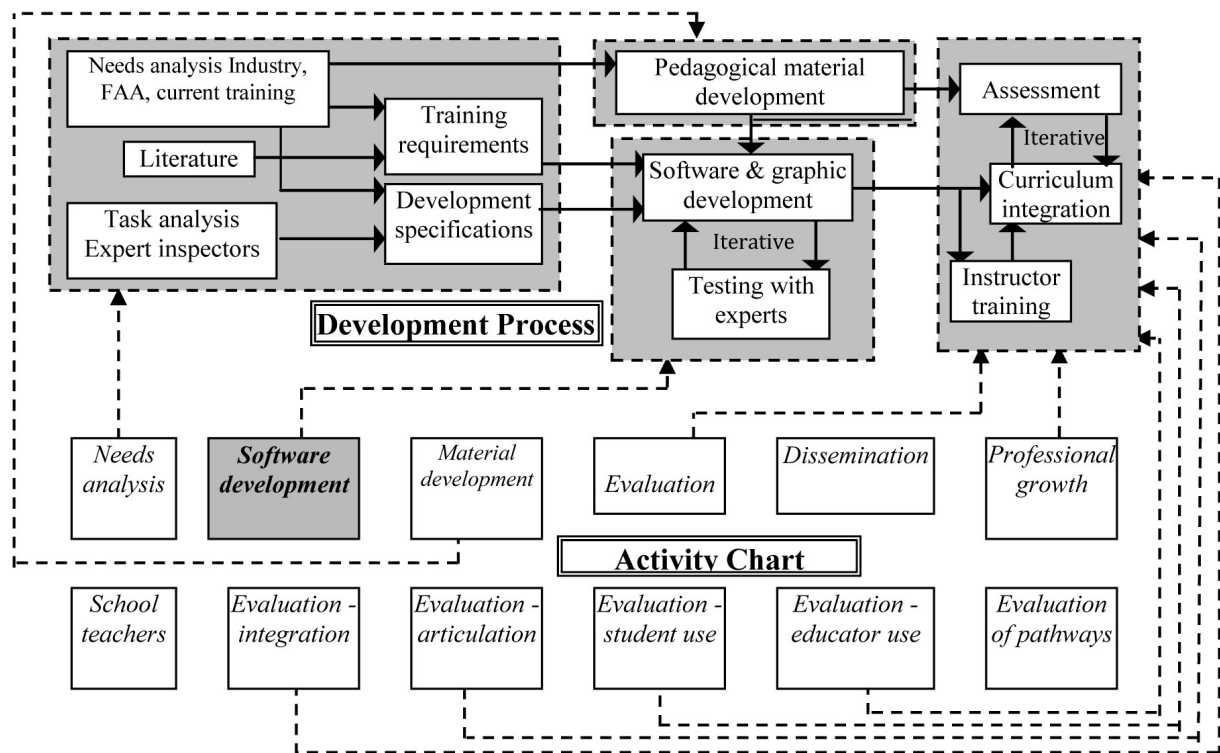 Needs analysis Industry,
FAA, current training
Literature
Task analysis
Expert inspectors
Training
requirements
Development
specifications
Pedagogical material
development
Software & graphic
development
Iterative
Testing with
experts
Assessment
Iterative
Curriculum
integration
Instructor
training
Development Process
Needs
analysis
Software
development
Material
development
Evaluation
Dissemination
Professional
growth
Activity Chart
School
teachers
Evaluation -
integration
Evaluation -
articulation
Evaluation -
student use
Evaluation -
educator use
Evaluation
of pathways